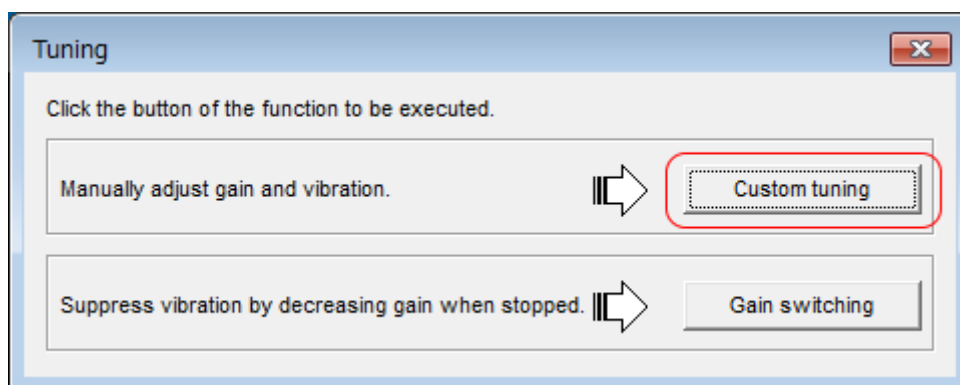 Tuning
Click the button of the function to be executed.
Manually adjust gain and vibration.
Custom tuning
Suppress vibration by decreasing gain when stopped.
Gain switching